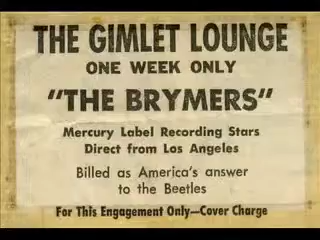 THE GIMLET LOUNGE
ONE WEEK ONLY
"THE BRYMERS"
Mercury Label Recording Stars
Direct from Los Angeles
Billed as America's answer
to the Beetles
For This Engagement Only—Cover Charge